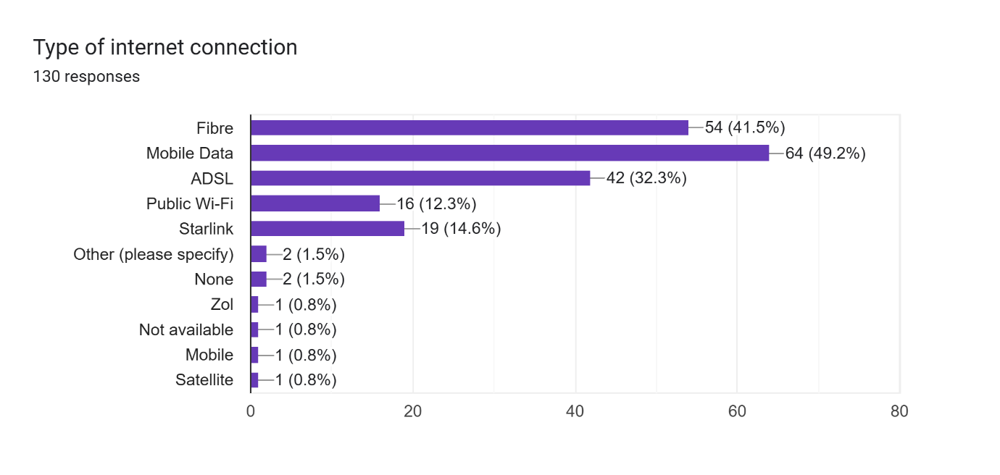 Type of internet connection
130 responses
Fibre 54 (41.5%)
Mobile Data 64 (49.2%)
ADSL 42 (32.3%)
Public Wi-Fi 16 (12.3%)
Starlink 19 (14.6%)
Other (please specify) 2 (1.5%)
None 2 (1.5%)
Zol 1 (0.8%)
Not available 1 (0.8%)
Mobile 1 (0.8%)
Satellite 1 (0.8%)
0 20 40 60 80